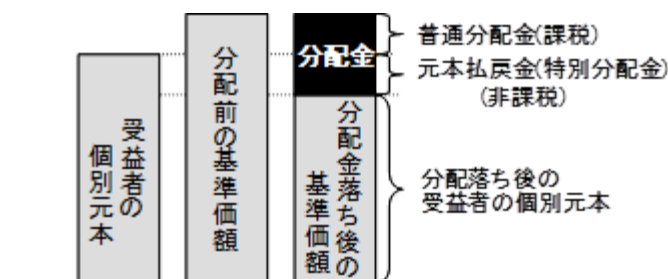 受益者の
個別元本
分配前の基準価額
分配金
分配金落ち後の
基準価額
普通分配金(課税)
元本払戻金(特別分配金)
(非課税)
分配落ち後の
受益者の個別元本